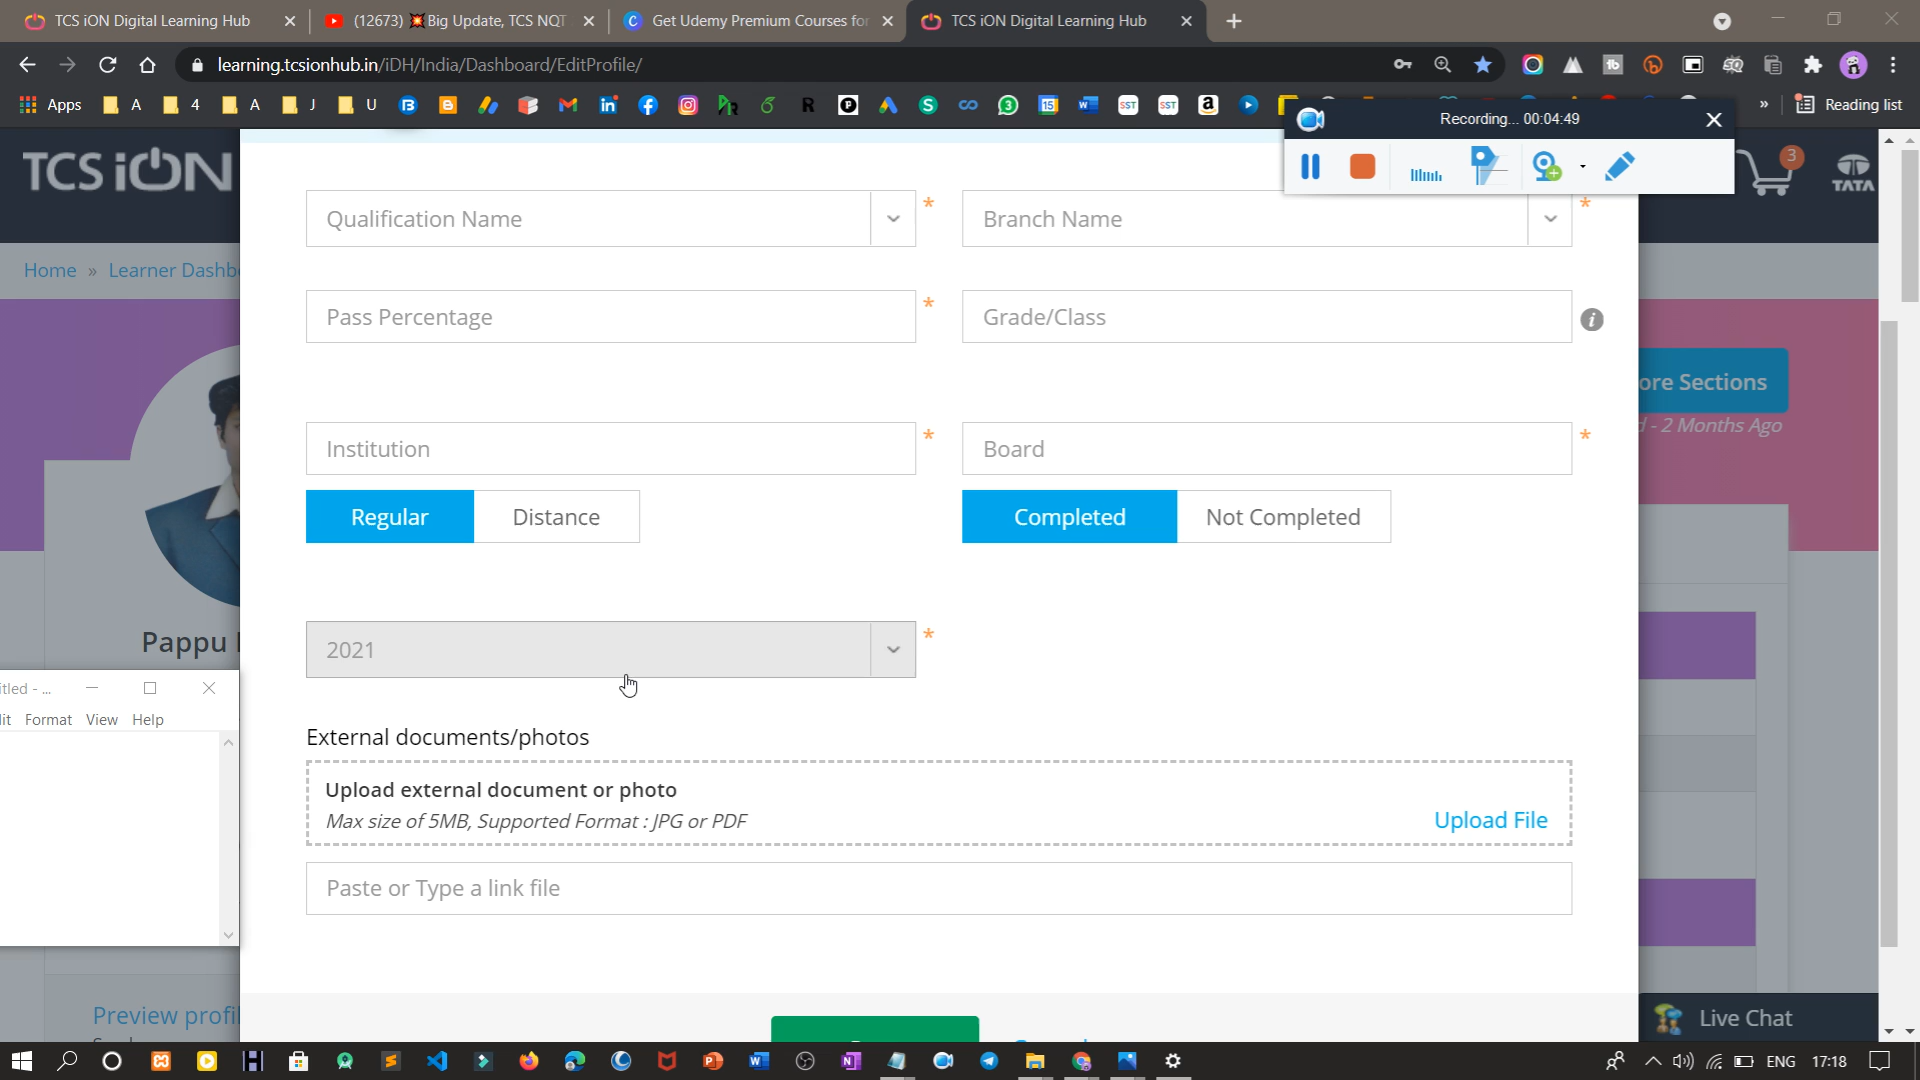 TCS iON Digital Learning Hub
(12673) 💥Big Update, TCS NQT
Get Udemy Premium Courses for
TCS iON Digital Learning Hub
learning.tcsionhub.in/iDH/India/Dashboard/EditProfile/
Apps A 4 A J U
» Reading list
Recording... 00:04:49
TCS iON
3
TATA
Qualification Name *
Branch Name *
Home » Learner Dashb
Pass Percentage *
Grade/Class
ore Sections
d - 2 Months Ago
Institution *
Board *
Regular Distance
Completed Not Completed
2021 *
Pappu
itled - ...
it Format View Help
External documents/photos
Upload external document or photo
Max size of 5MB, Supported Format : JPG or PDF
Upload File
Paste or Type a link file
Preview profil
Live Chat
ENG 17:18